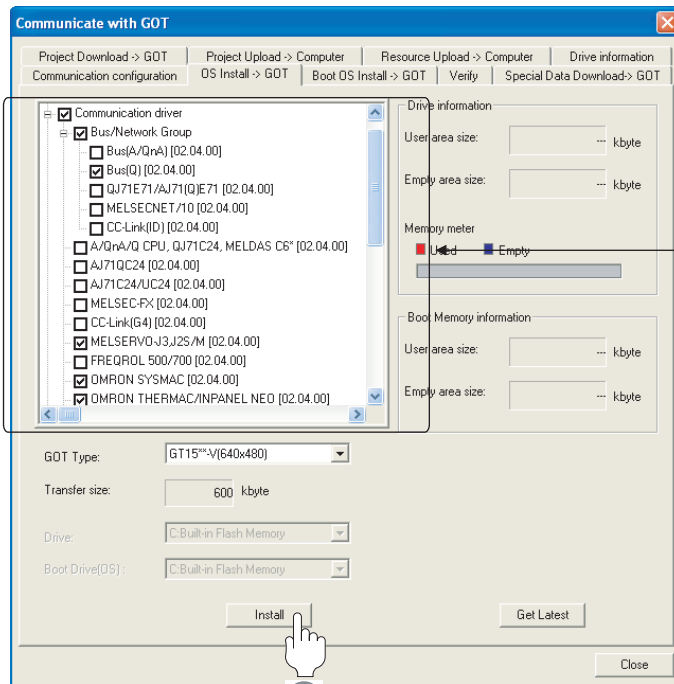 Communicate with GOT
Project Download -> GOT
Project Upload -> Computer
Resource Upload -> Computer
Drive information
Communication configuration
OS Install -> GOT
Boot OS Install -> GOT
Verify
Special Data Download-> GOT
Communication driver
Bus/Network Group
Bus(A/QnA) [02.04.00]
Bus(Q) [02.04.00]
QJ71E71/AJ71(Q)E71 [02.04.00]
MELSECNET/10 [02.04.00]
CC-Link(ID) [02.04.00]
A/QnA/Q CPU, QJ71C24, MELDAS C6* [02.04.00]
AJ71QC24 [02.04.00]
AJ71C24/UC24 [02.04.00]
MELSEC-FX [02.04.00]
CC-Link(G4) [02.04.00]
MELSERVO-J3,J2S/M [02.04.00]
FREQROL 500/700 [02.04.00]
OMRON SYSMAC [02.04.00]
OMRON THERMAC/INPANEL NEO [02.04.00]
Drive information
User area size: --- kbyte
Empty area size: --- kbyte
Memory meter
Used Empty
Boot Memory information
User area size: --- kbyte
Empty area size: --- kbyte
GOT Type: GT15**-V(640x480)
Transfer size: 600 kbyte
Drive: C:Built-in Flash Memory
Boot Drive(OS) : C:Built-in Flash Memory
Install
Get Latest
Close